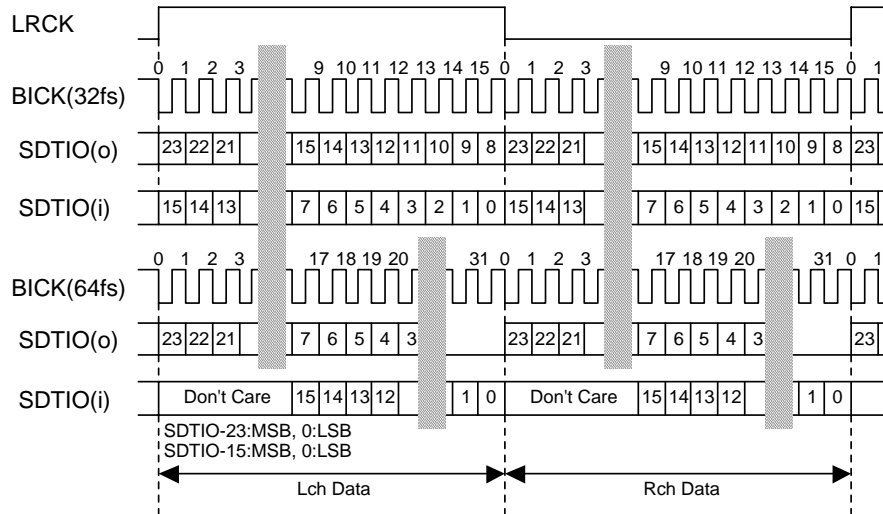 LRCK
0 1 2 3 9 10 11 12 13 14 15 0 1 2 3 9 10 11 12 13 14 15 0 1
BICK(32fs)
SDTIO(o) 23 22 21 15 14 13 12 11 10 9 8 23 22 21 15 14 13 12 11 10 9 8 23
SDTIO(i) 15 14 13 7 6 5 4 3 2 1 0 15 14 13 7 6 5 4 3 2 1 0 15
0 1 2 3 17 18 19 20 31 0 1 2 3 17 18 19 20 31 0 1
BICK(64fs)
SDTIO(o) 23 22 21 7 6 5 4 3 23 22 21 7 6 5 4 3 23
SDTIO(i) Don't Care 15 14 13 12 1 0 Don't Care 15 14 13 12 1 0
SDTIO-23:MSB, 0:LSB
SDTIO-15:MSB, 0:LSB
Lch Data Rch Data